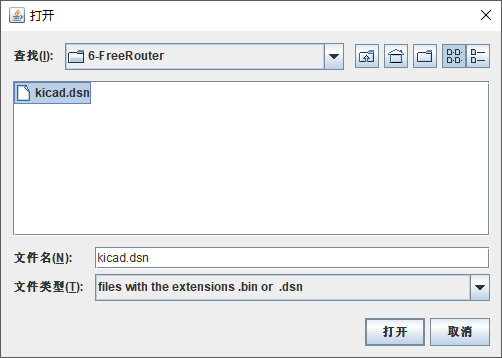 打开
查找(I): 6-FreeRouter
kicad.dsn
文件名(N): kicad.dsn
文件类型(T): files with the extensions .bin or .dsn
打开 取消